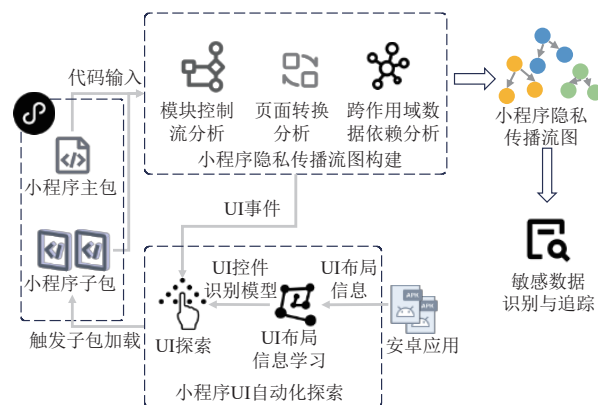 代码输入
模块控制
流分析
页面转换
分析
跨作用域数
据依赖分析
小程序隐私传播流图构建
小程序隐私
传播流图
小程序主包
小程序子包
UI事件
敏感数据
识别与追踪
触发子包加载
UI探索
UI控件
识别模型
UI布局
信息学习
UI布局
信息
APK
APK
安卓应用
小程序UI自动化探索